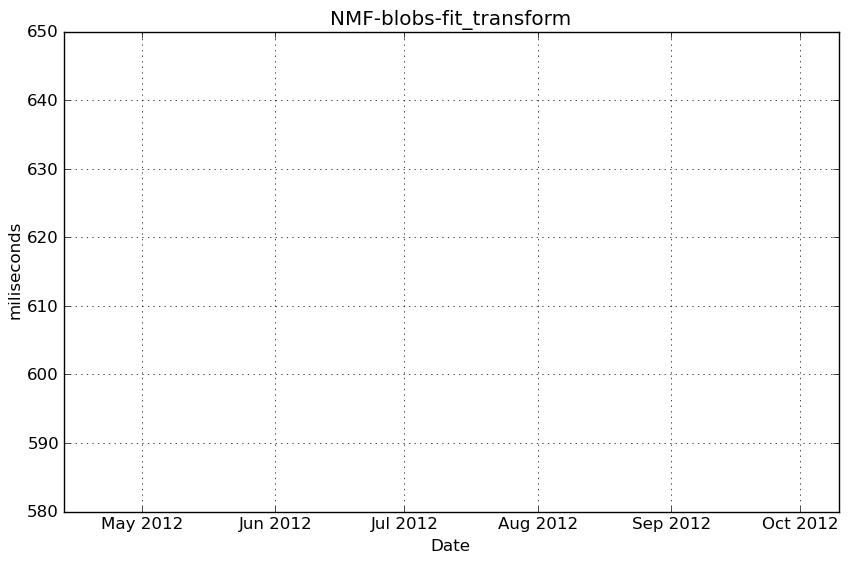 NMF-blobs-fit_transform
650
640
630
620
610
600
590
580
miliseconds
May 2012 Jun 2012 Jul 2012 Aug 2012 Sep 2012 Oct 2012
Date